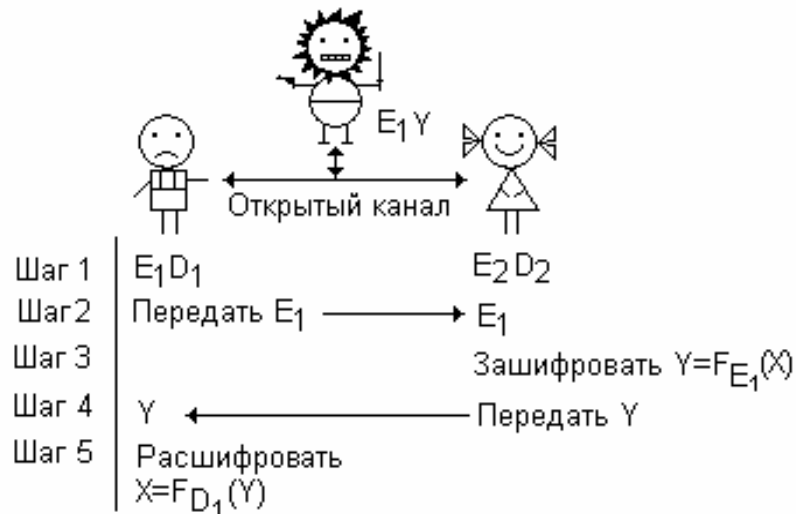 E₁Y
Открытый канал
Шаг 1 E₁D₁ E₂D₂
Шаг2 Передать E₁ E₁
Шаг 3 Зашифровать Y=F_E₁(X)
Шаг 4 Y Передать Y
Шаг 5 Расшифровать
X=F_D₁(Y)